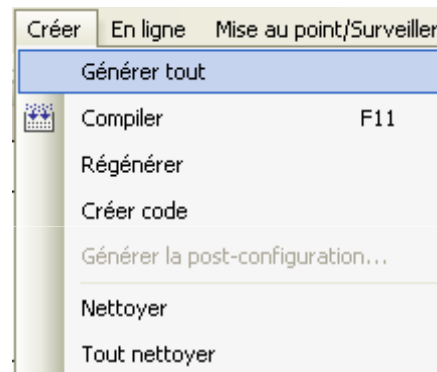 Créer En ligne Mise au point/Surveiller
Générer tout
Compiler F11
Régénérer
Créer code
Générer la post-configuration...
Nettoyer
Tout nettoyer